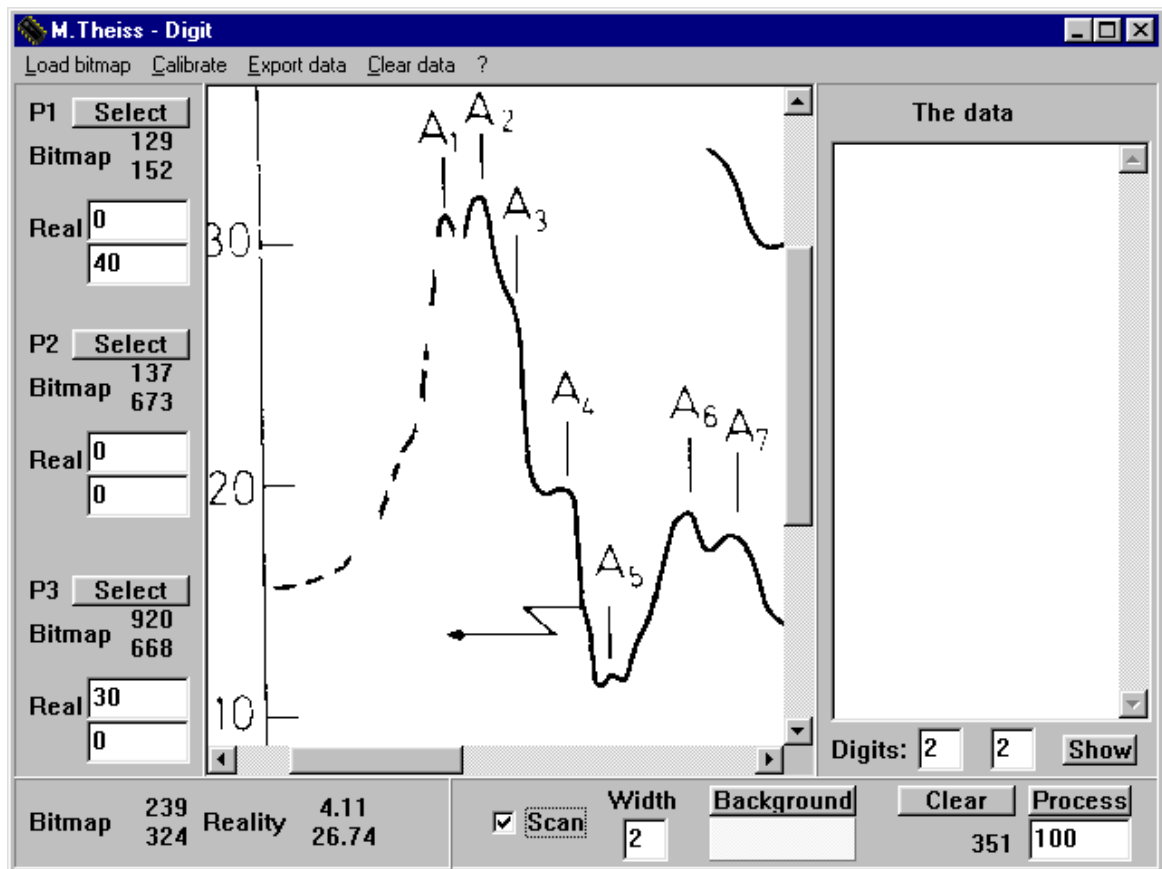 M.Theiss - Digit
Load bitmap Calibrate Export data Clear data ?
P1 Select
Bitmap 129
152
Real 0
40
P2 Select
Bitmap 137
673
Real 0
0
P3 Select
Bitmap 920
668
Real 30
0
A1
A2
A3
30
A4
A6
A7
20
A5
10
The data
Digits: 2 2 Show
Bitmap 239
324
Reality 4.11
26.74
Scan
Width
2
Background
Clear Process
351 100